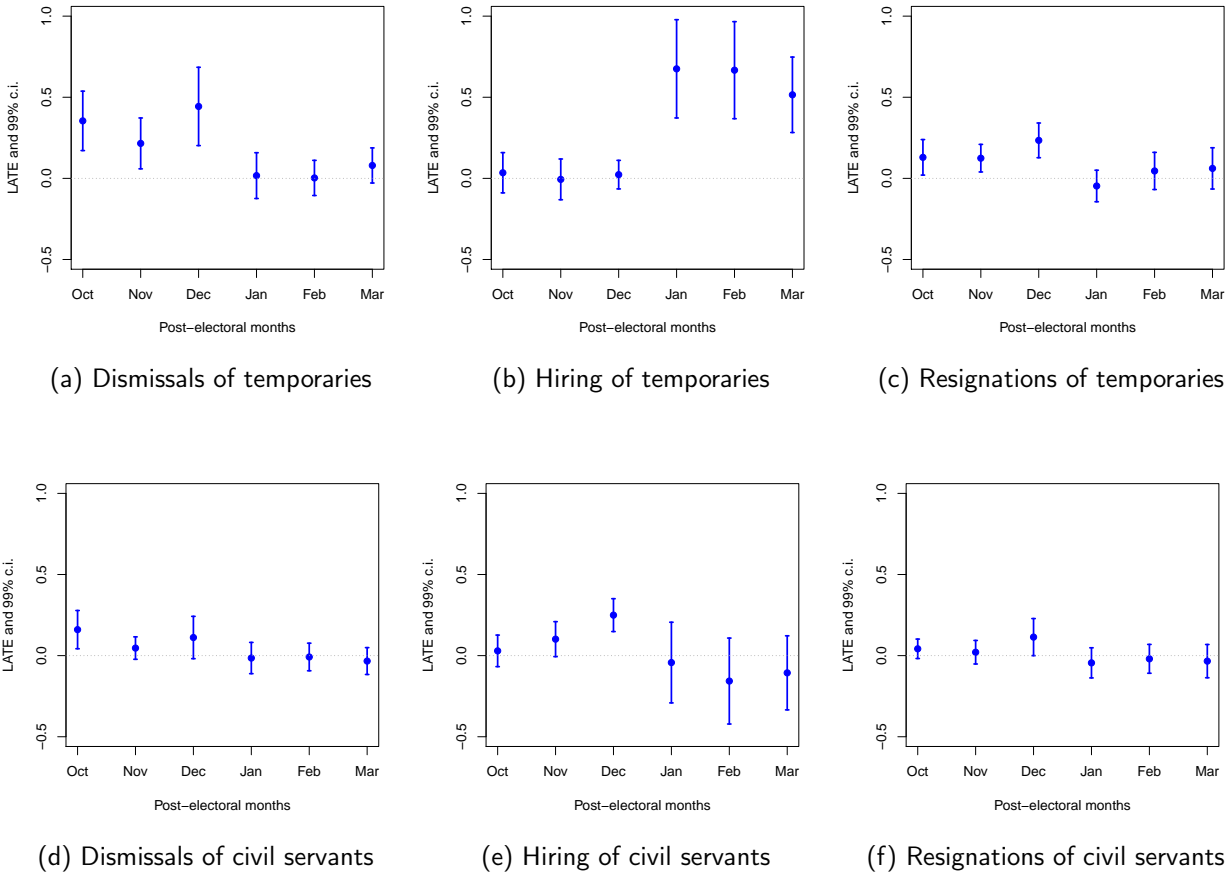 LATE and 99% c.i.
1.0
0.5
0.0
−0.5
Oct Nov Dec Jan Feb Mar
Post−electoral months
(a) Dismissals of temporaries
LATE and 99% c.i.
1.0
0.5
0.0
−0.5
Oct Nov Dec Jan Feb Mar
Post−electoral months
(b) Hiring of temporaries
LATE and 99% c.i.
1.0
0.5
0.0
−0.5
Oct Nov Dec Jan Feb Mar
Post−electoral months
(c) Resignations of temporaries
LATE and 99% c.i.
1.0
0.5
0.0
−0.5
Oct Nov Dec Jan Feb Mar
Post−electoral months
(d) Dismissals of civil servants
LATE and 99% c.i.
1.0
0.5
0.0
−0.5
Oct Nov Dec Jan Feb Mar
Post−electoral months
(e) Hiring of civil servants
LATE and 99% c.i.
1.0
0.5
0.0
−0.5
Oct Nov Dec Jan Feb Mar
Post−electoral months
(f) Resignations of civil servants